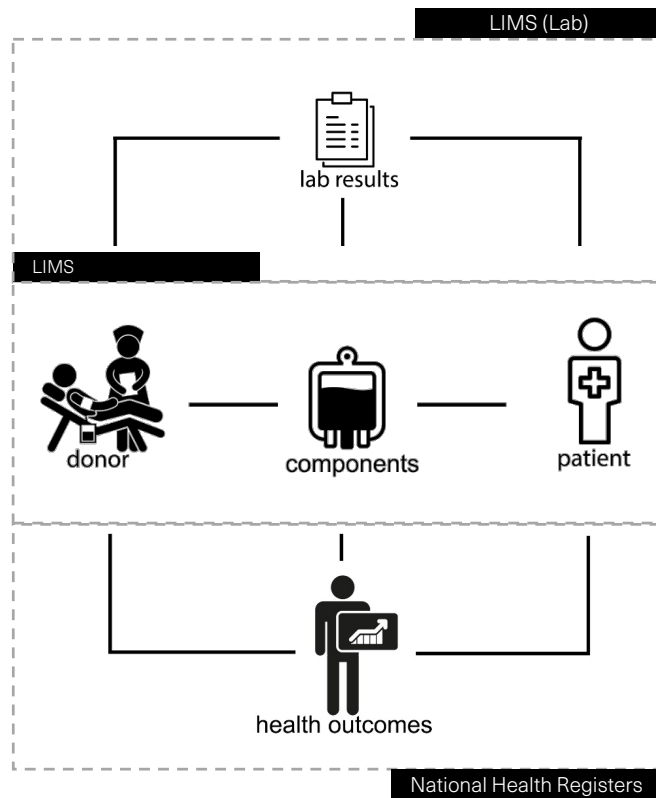 LIMS (Lab)
lab results
LIMS
donor
components
patient
health outcomes
National Health Registers